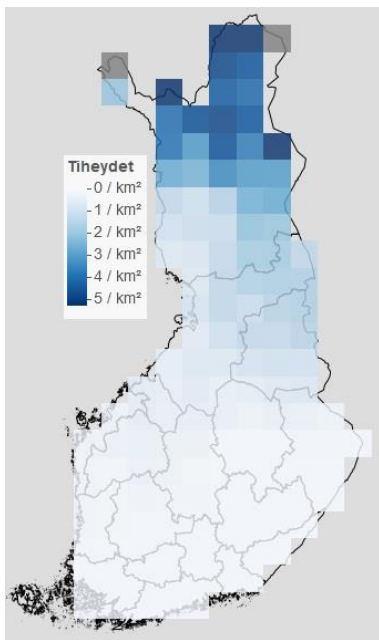 Tiheydet
0 / km²
1 / km²
2 / km²
3 / km²
4 / km²
5 / km²